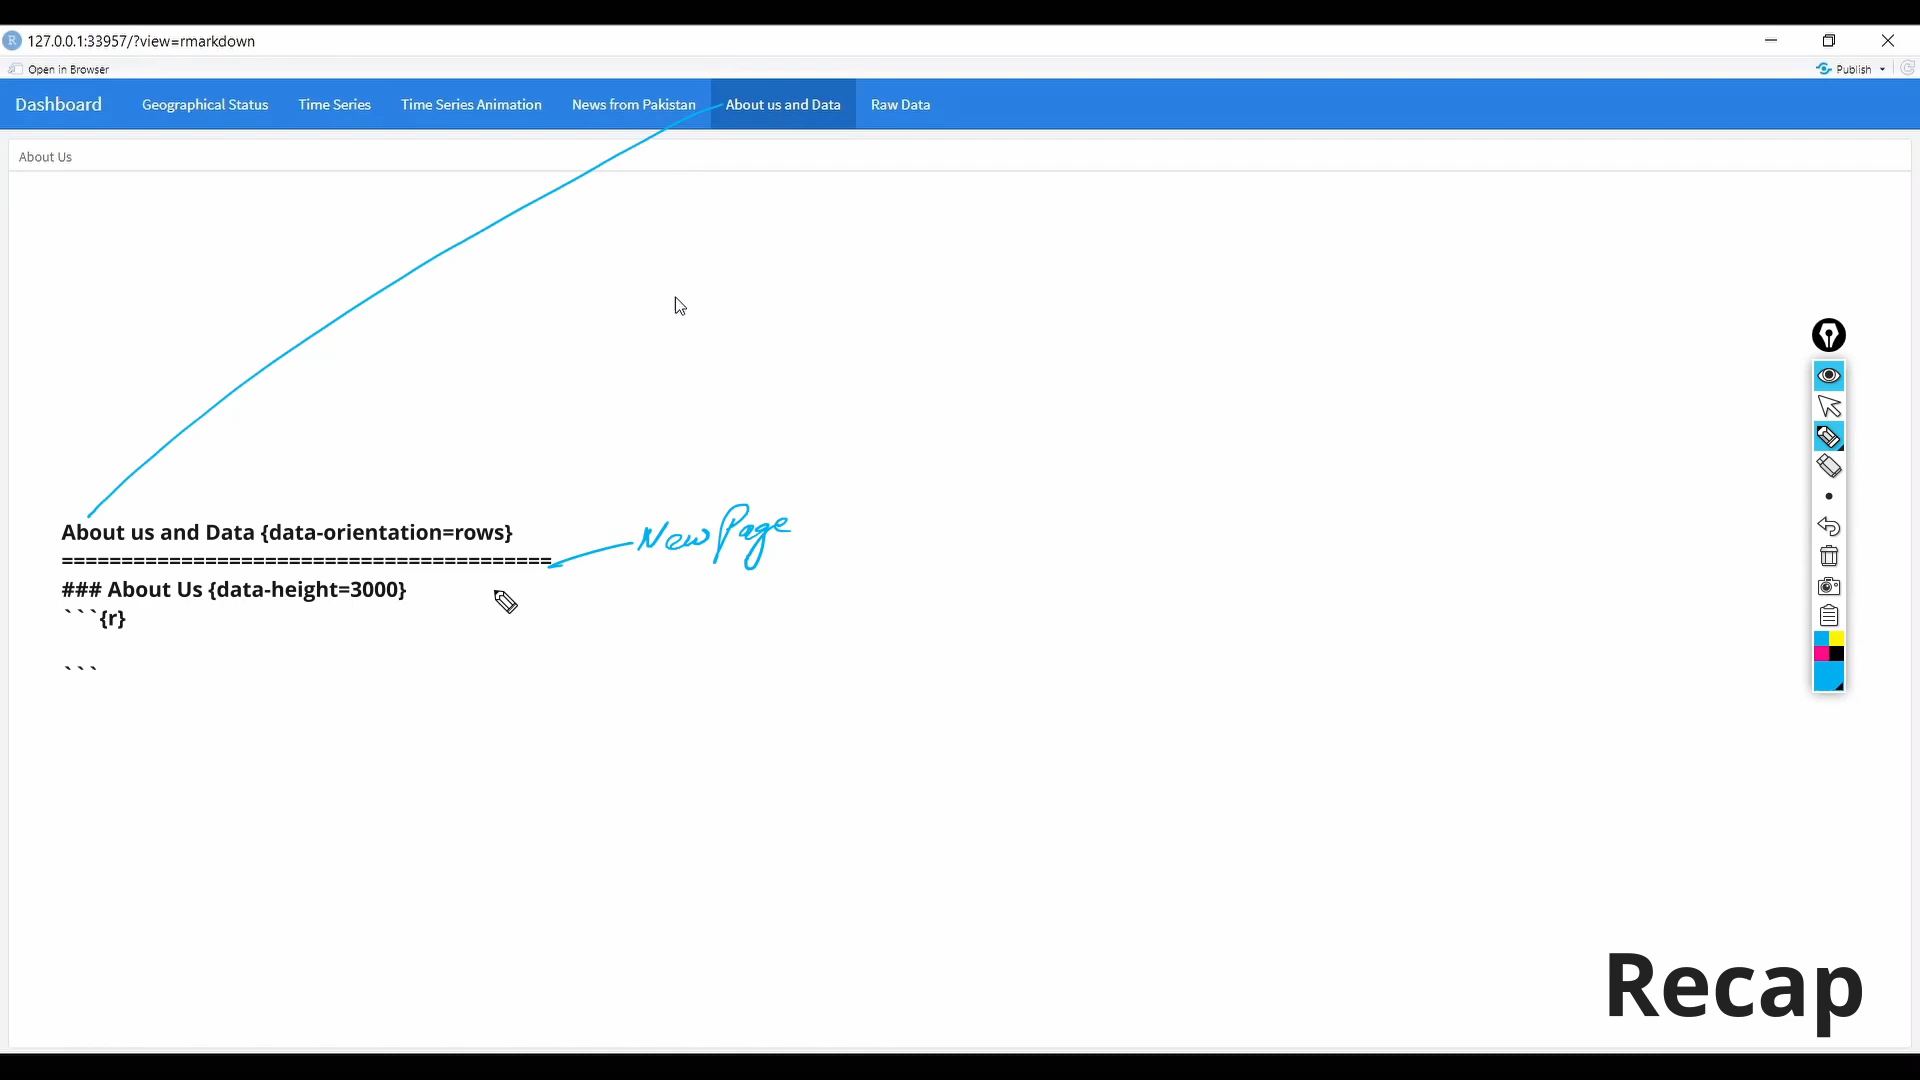 127.0.0.1:33957/?view=rmarkdown
Open in Browser
Publish
Dashboard Geographical Status Time Series Time Series Animation News from Pakistan About us and Data Raw Data
About Us
About us and Data {data-orientation=rows}
=========================================
New Page
### About Us {data-height=3000}
```{r}
```
Recap